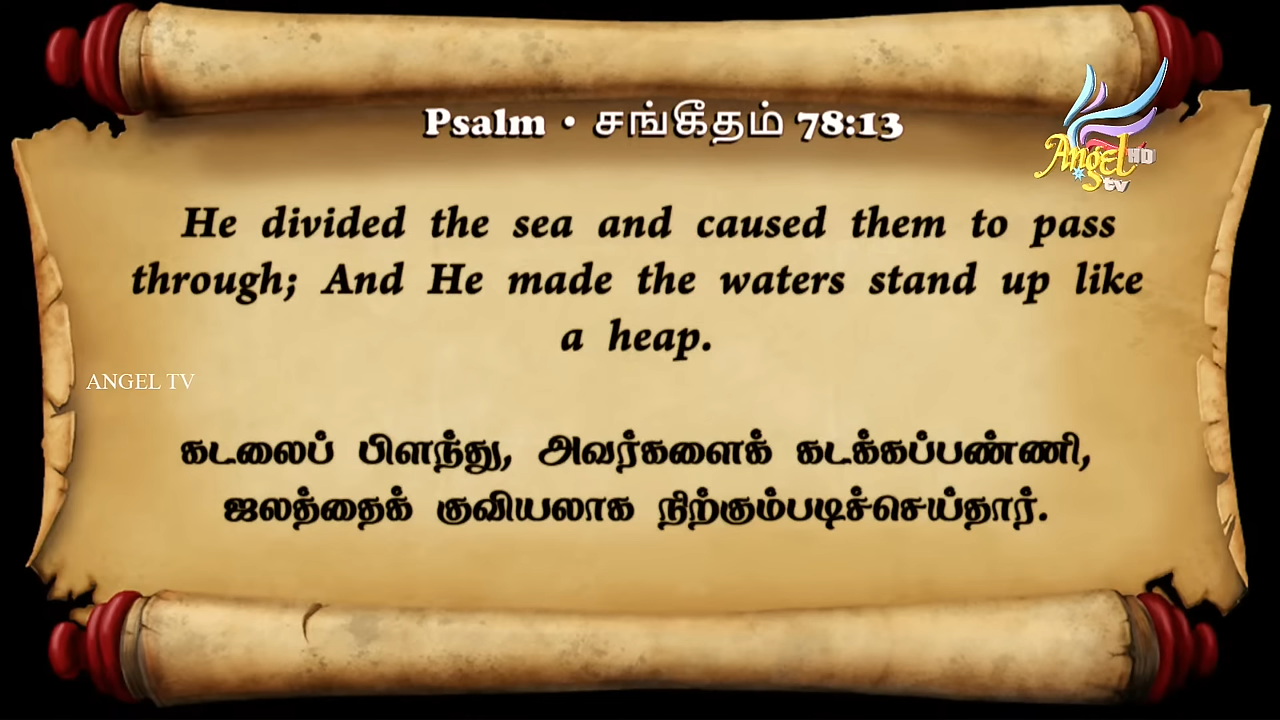 Psalm • சங்கீதம் 78:13
Angel HD
tv
He divided the sea and caused them to pass
through; And He made the waters stand up like
a heap.
ANGEL TV
கடலைப் பிளந்து, அவர்களைக் கடக்கப்பண்ணி,
ஜலத்தைக் குவியலாக நிற்கும்படிச்செய்தார்.